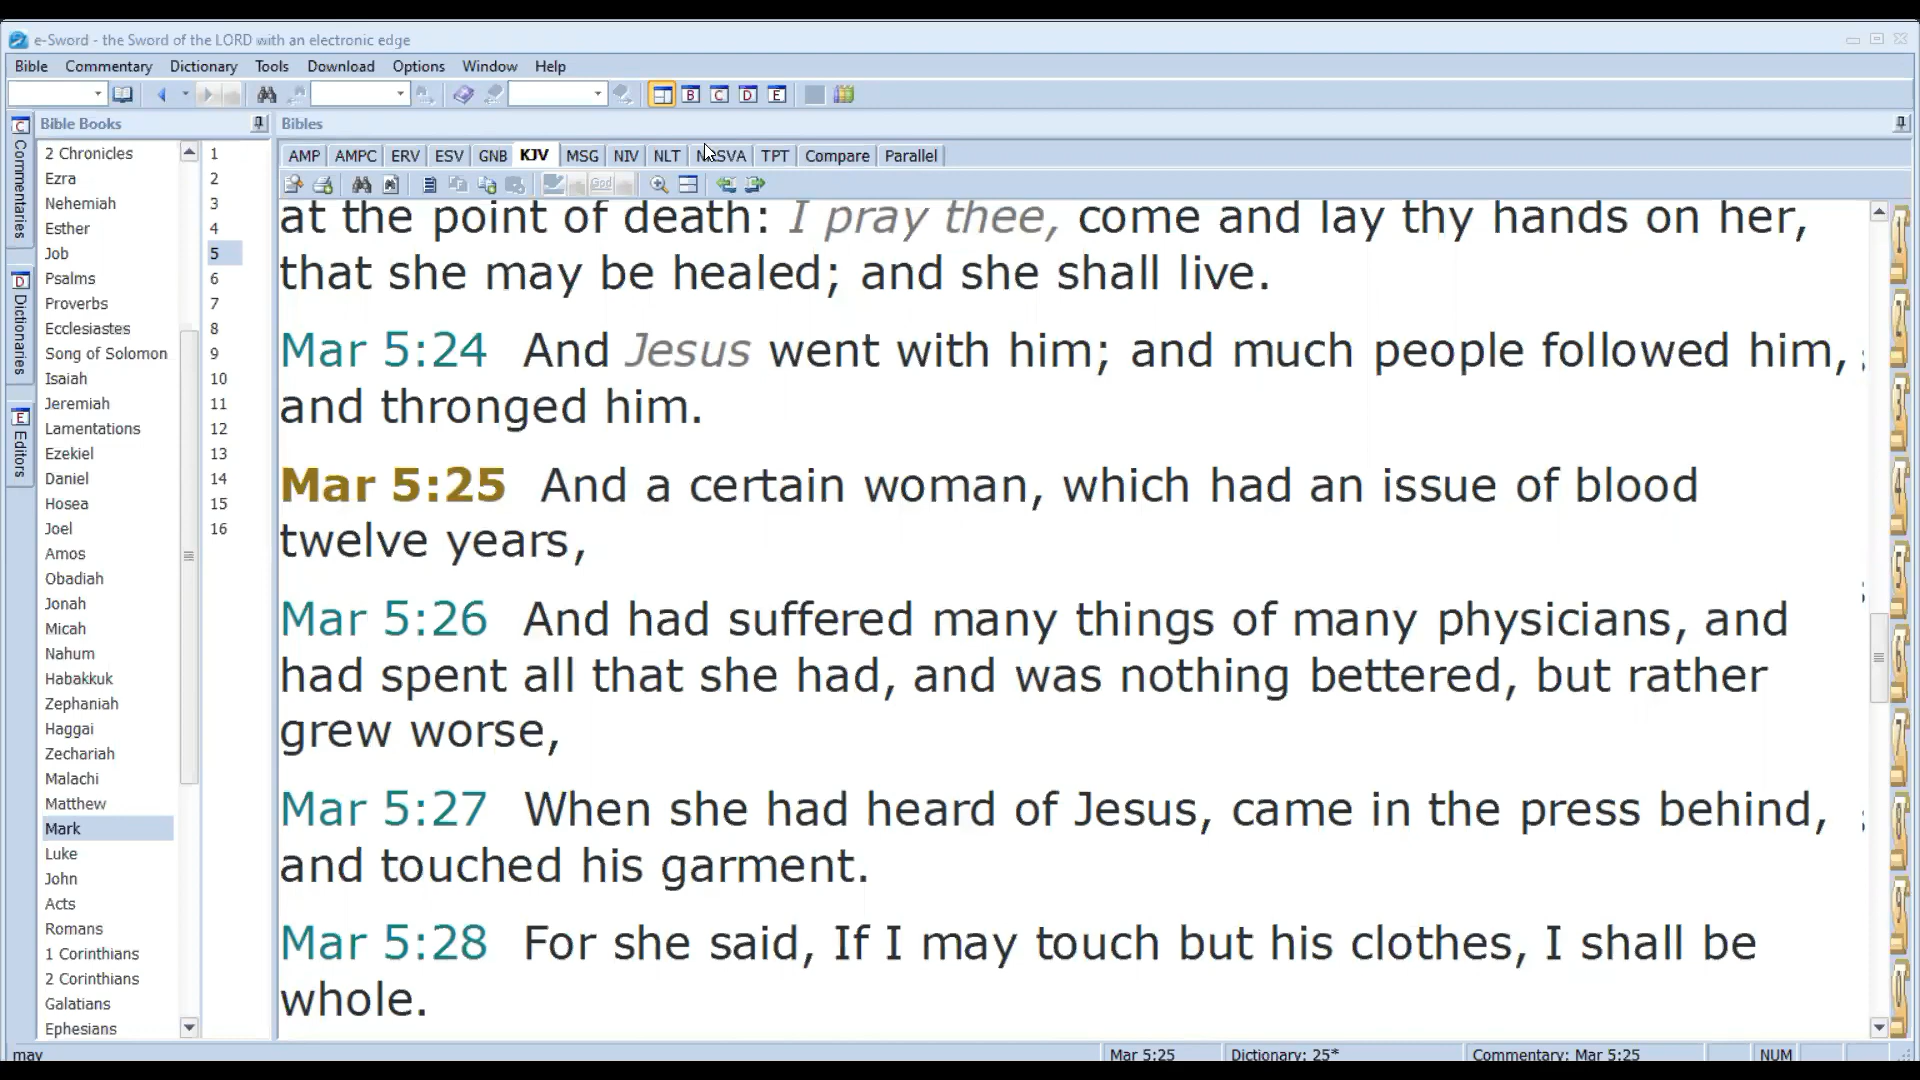 e-Sword - the Sword of the LORD with an electronic edge
Bible Commentary Dictionary Tools Download Options Window Help
B C D E
Bible Books
Bibles
C Commentaries
D Dictionaries
E Editors
AMP AMPC ERV ESV GNB KJV MSG NIV NLT TPT Compare Parallel
God
2 Chronicles
Ezra
Nehemiah
Esther
Job
Psalms
Proverbs
Ecclesiastes
Song of Solomon
Isaiah
Jeremiah
Lamentations
Ezekiel
Daniel
Hosea
Joel
Amos
Obadiah
Jonah
Micah
Nahum
Habakkuk
Zephaniah
Haggai
Zechariah
Malachi
Matthew
Mark
Luke
John
Acts
Romans
1 Corinthians
2 Corinthians
Galatians
Ephesians
1
2
3
4
5
6
7
8
9
10
11
12
13
14
15
16
at the point of death: I pray thee, come and lay thy hands on her,
that she may be healed; and she shall live.
Mar 5:24 And Jesus went with him; and much people followed him,
and thronged him.
Mar 5:25 And a certain woman, which had an issue of blood
twelve years,
Mar 5:26 And had suffered many things of many physicians, and
had spent all that she had, and was nothing bettered, but rather
grew worse,
Mar 5:27 When she had heard of Jesus, came in the press behind,
and touched his garment.
Mar 5:28 For she said, If I may touch but his clothes, I shall be
whole.
1
2
3
4
5
6
7
8
9
0
may
Mar 5:25
Dictionary: 25*
Commentary: Mar 5:25
NUM